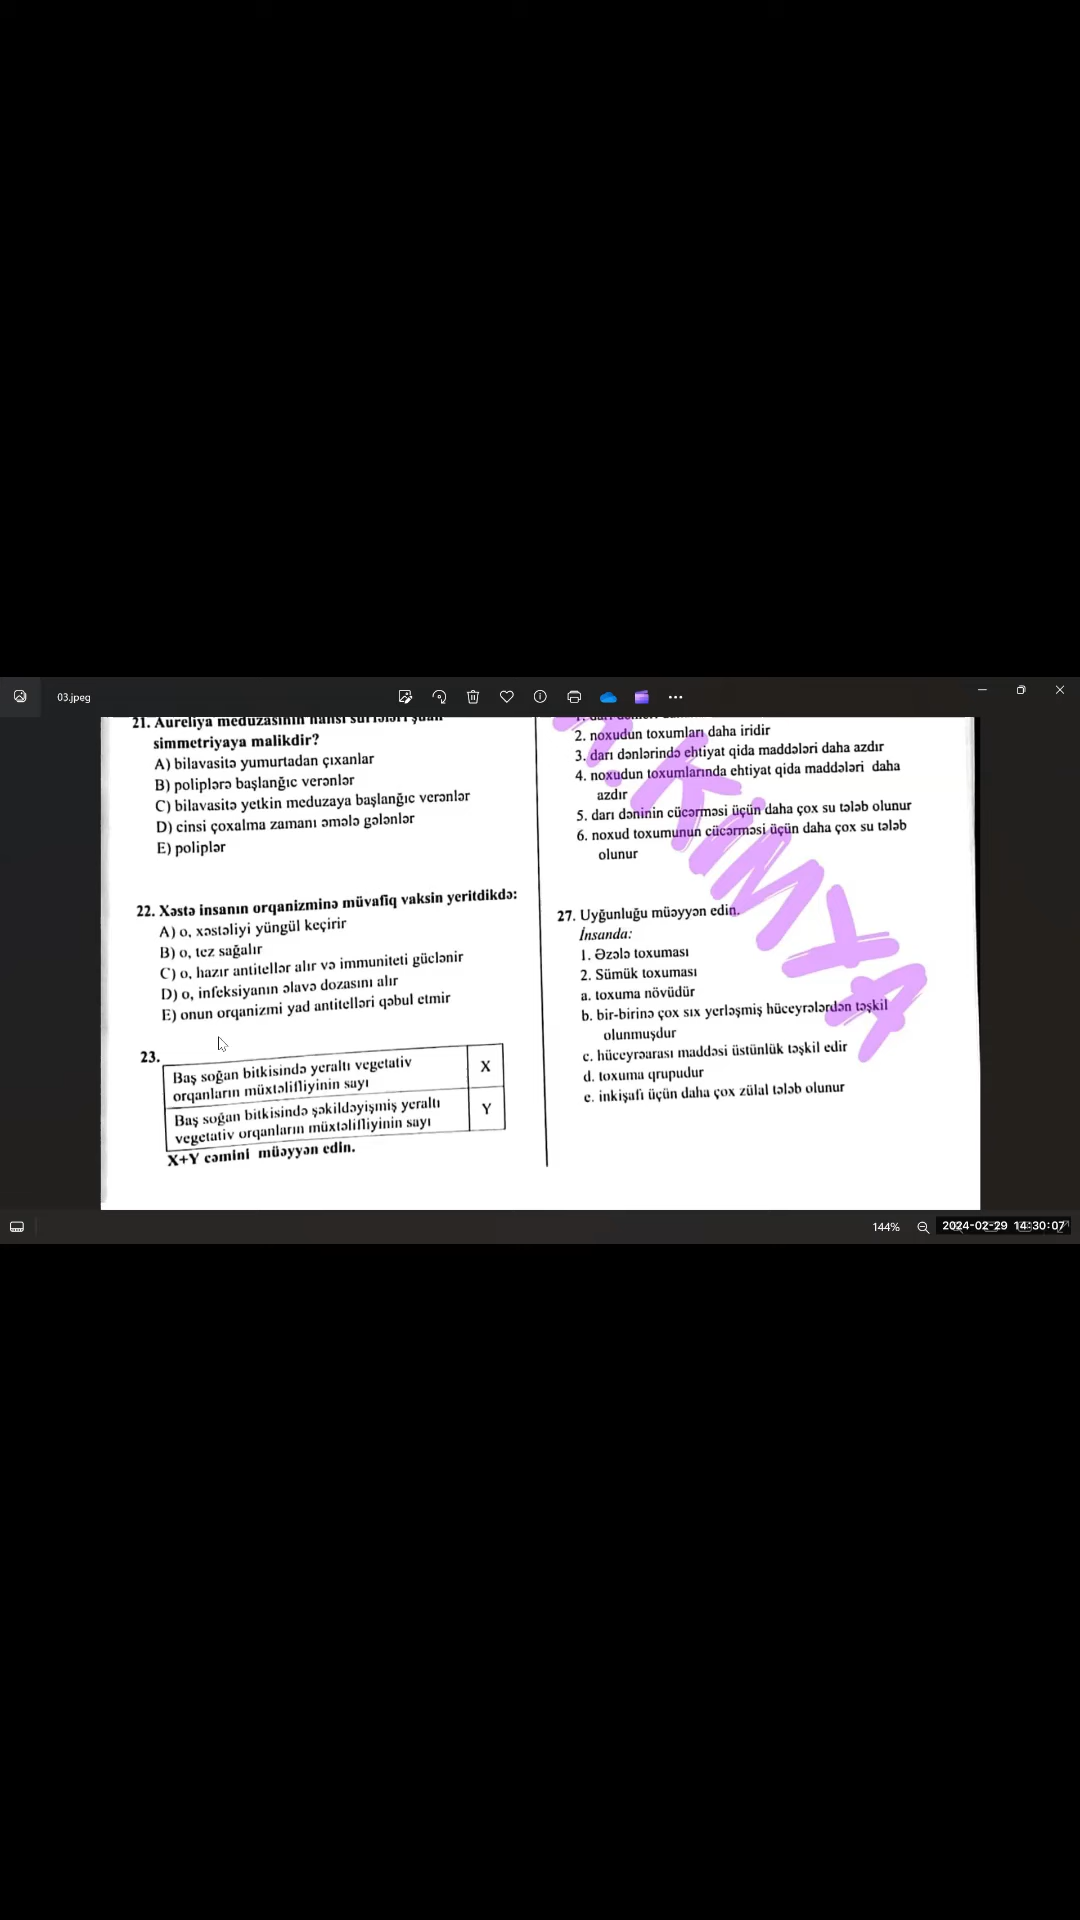 03.jpeg
21. Aureliya meduzasının hansı sürfələri şüalı
simmetriyaya malikdir?
A) bilavasitə yumurtadan çıxanlar
B) poliplərə başlanğıc verənlər
C) bilavasitə yetkin meduzaya başlanğıc verənlər
D) cinsi çoxalma zamanı əmələ gələnlər
E) poliplər
22. Xəstə insanın orqanizminə müvafiq vaksin yeritdikdə:
A) o, xəstəliyi yüngül keçirir
B) o, tez sağalır
C) o, hazır antitellər alır və immuniteti güclənir
D) o, infeksiyanın əlavə dozasını alır
E) onun orqanizmi yad antitelləri qəbul etmir
23.
Baş soğan bitkisində yeraltı vegetativ
orqanların müxtəlifliyinin sayı
X
Baş soğan bitkisində şəkildəyişmiş yeraltı
vegetativ orqanların müxtəlifliyinin sayı
Y
X+Y cəmini müəyyən edin.
1. darı
2. noxudun toxumları daha iridir
3. darı dənlərində ehtiyat qida maddələri daha azdır
4. noxudun toxumlarında ehtiyat qida maddələri daha
azdır
5. darı dəninin cücərməsi üçün daha çox su tələb olunur
6. noxud toxumunun cücərməsi üçün daha çox su tələb
olunur
27. Uyğunluğu müəyyən edin.
İnsanda:
1. Əzələ toxuması
2. Sümük toxuması
a. toxuma növüdür
b. bir-birinə çox sıx yerləşmiş hüceyrələrdən təşkil
olunmuşdur
c. hüceyrəarası maddəsi üstünlük təşkil edir
d. toxuma qrupudur
e. inkişafı üçün daha çox zülal tələb olunur
KİMYA
144%
2024-02-29 14:30:07